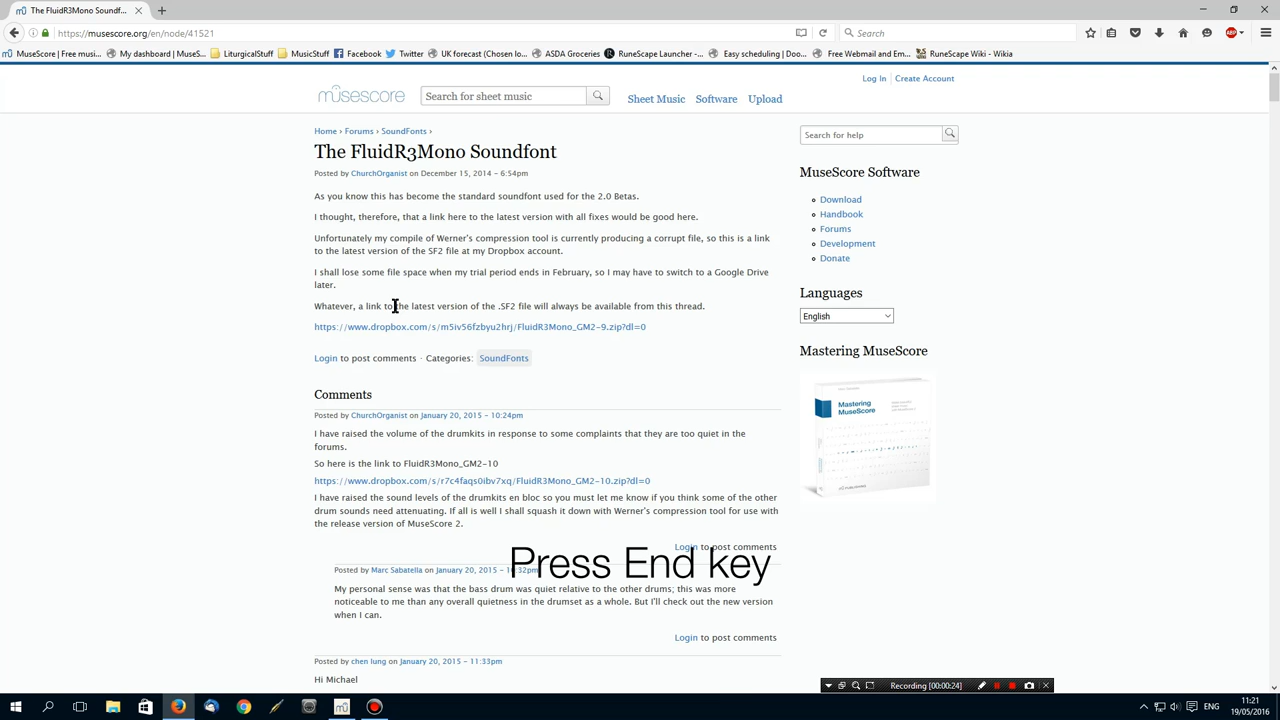 The FluidR3Mono Soundf...
https://musescore.org/en/node/41521
Search
MuseScore | Free musi...
My dashboard | MuseS...
LiturgicalStuff
MusicStuff
Facebook
Twitter
UK forecast (Chosen lo...
ASDA Groceries
RuneScape Launcher -...
Easy scheduling | Doo...
Free Webmail and Em...
RuneScape Wiki - Wikia
Log In
Create Account
musescore
Search for sheet music
Sheet Music
Software
Upload
Home › Forums › SoundFonts ›
The FluidR3Mono Soundfont
Posted by ChurchOrganist on December 15, 2014 - 6:54pm
As you know this has become the standard soundfont used for the 2.0 Betas.
I thought, therefore, that a link here to the latest version with all fixes would be good here.
Unfortunately my compile of Werner's compression tool is currently producing a corrupt file, so this is a link
to the latest version of the SF2 file at my Dropbox account.
I shall lose some file space when my trial period ends in February, so I may have to switch to a Google Drive
later.
Whatever, a link to the latest version of the .SF2 file will always be available from this thread.
https://www.dropbox.com/s/m5iv56fzbyu2hrj/FluidR3Mono_GM2-9.zip?dl=0
Login to post comments · Categories: SoundFonts
Comments
Posted by ChurchOrganist on January 20, 2015 - 10:24pm
I have raised the volume of the drumkits in response to some complaints that they are too quiet in the
forums.
So here is the link to FluidR3Mono_GM2-10
https://www.dropbox.com/s/r7c4faqs0ibv7xq/FluidR3Mono_GM2-10.zip?dl=0
I have raised the sound levels of the drumkits en bloc so you must let me know if you think some of the other
drum sounds need attenuating. If all is well I shall squash it down with Werner's compression tool for use with
the release version of MuseScore 2.
Login to post comments
Press End key
Posted by Marc Sabatella on January 20, 2015 -
My personal sense was that the bass drum was quiet relative to the other drums; this was more
noticeable to me than any overall quietness in the drumset as a whole. But I'll check out the new version
when I can.
Login to post comments
Posted by chen lung on January 20, 2015 - 11:33pm
Hi Michael
Search for help
MuseScore Software
Download
Handbook
Forums
Development
Donate
Languages
English
Mastering MuseScore
Mastering
MuseScore
Recording [00:00:24]
ENG
11:21
19/05/2016